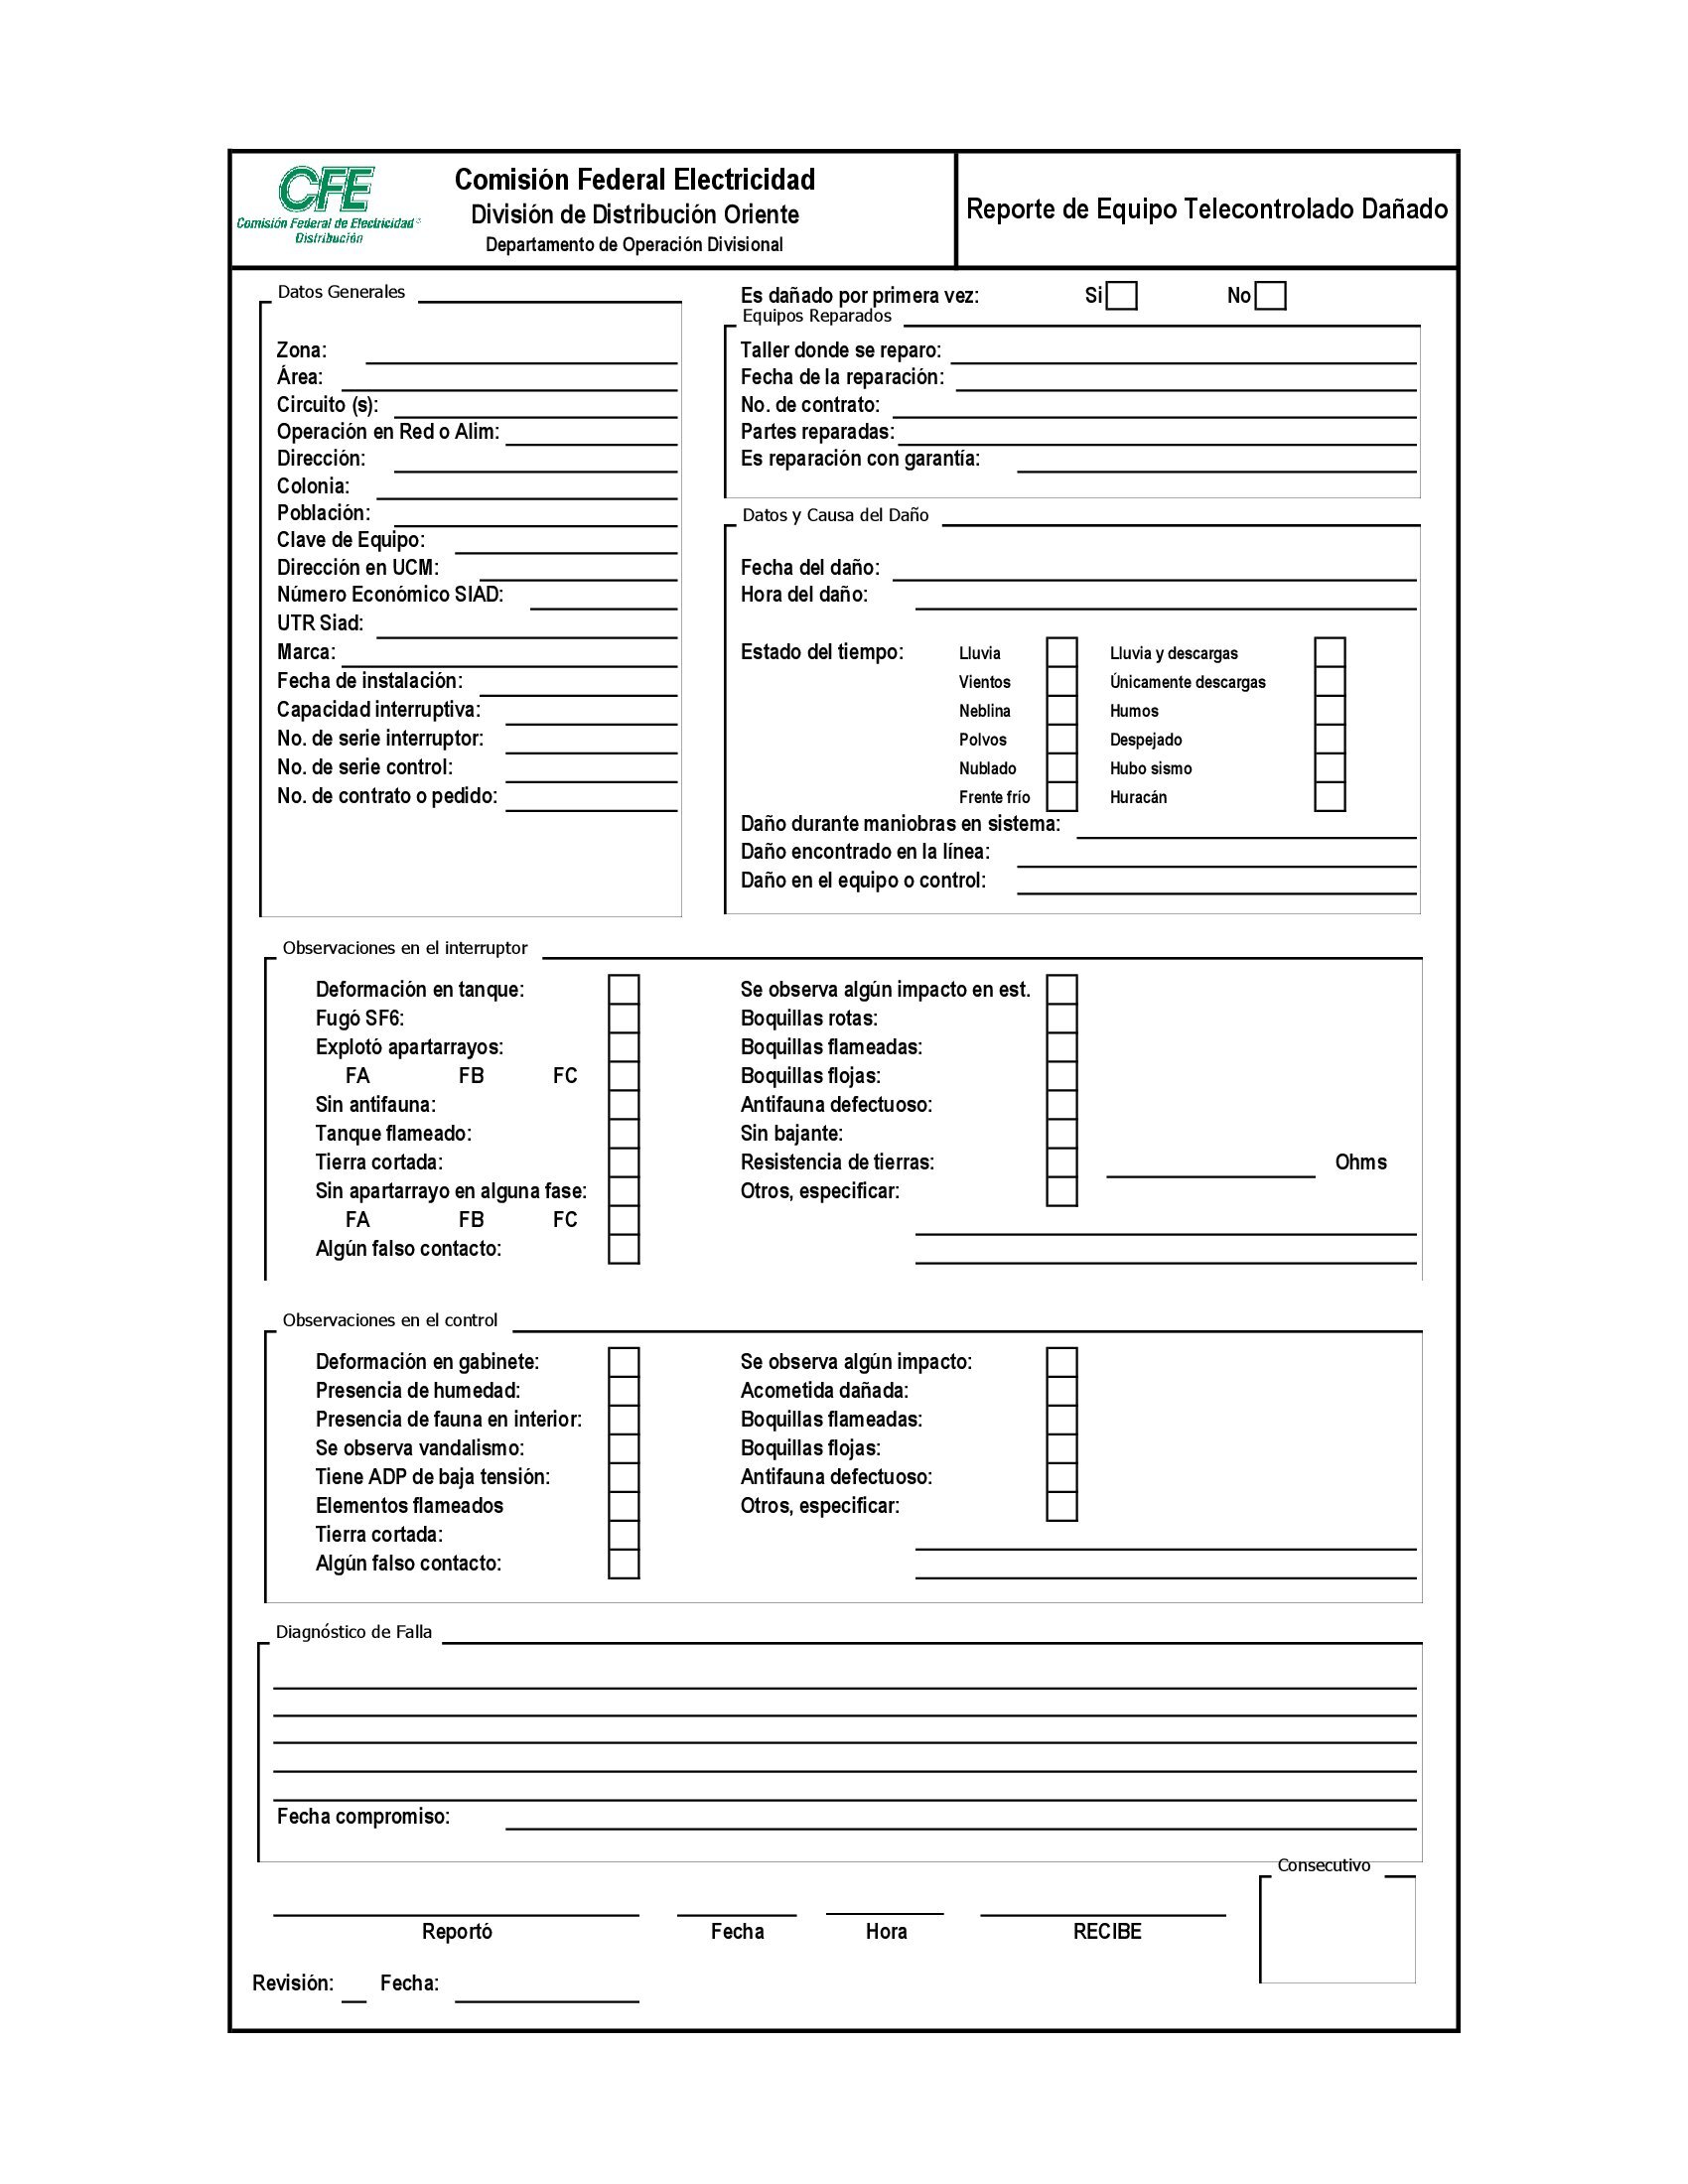 CFE
Comisión Federal de Electricidad®
Distribución
Comisión Federal Electricidad
División de Distribución Oriente
Departamento de Operación Divisional
Reporte de Equipo Telecontrolado Dañado
Datos Generales
Zona:
Área:
Circuito (s):
Operación en Red o Alim:
Dirección:
Colonia:
Población:
Clave de Equipo:
Dirección en UCM:
Número Económico SIAD:
UTR Siad:
Marca:
Fecha de instalación:
Capacidad interruptiva:
No. de serie interruptor:
No. de serie control:
No. de contrato o pedido:
Es dañado por primera vez: Si No
Equipos Reparados
Taller donde se reparo:
Fecha de la reparación:
No. de contrato:
Partes reparadas:
Es reparación con garantía:
Datos y Causa del Daño
Fecha del daño:
Hora del daño:
Estado del tiempo: Lluvia Lluvia y descargas
Vientos Únicamente descargas
Neblina Humos
Polvos Despejado
Nublado Hubo sismo
Frente frío Huracán
Daño durante maniobras en sistema:
Daño encontrado en la línea:
Daño en el equipo o control:
Observaciones en el interruptor
Deformación en tanque: Se observa algún impacto en est.
Fugó SF6: Boquillas rotas:
Explotó apartarrayos: Boquillas flameadas:
FA FB FC Boquillas flojas:
Sin antifauna: Antifauna defectuoso:
Tanque flameado: Sin bajante:
Tierra cortada: Resistencia de tierras: Ohms
Sin apartarrayo en alguna fase: Otros, especificar:
FA FB FC
Algún falso contacto:
Observaciones en el control
Deformación en gabinete: Se observa algún impacto:
Presencia de humedad: Acometida dañada:
Presencia de fauna en interior: Boquillas flameadas:
Se observa vandalismo: Boquillas flojas:
Tiene ADP de baja tensión: Antifauna defectuoso:
Elementos flameados Otros, especificar:
Tierra cortada:
Algún falso contacto:
Diagnóstico de Falla
Fecha compromiso:
Consecutivo
Reportó Fecha Hora RECIBE
Revisión: Fecha: